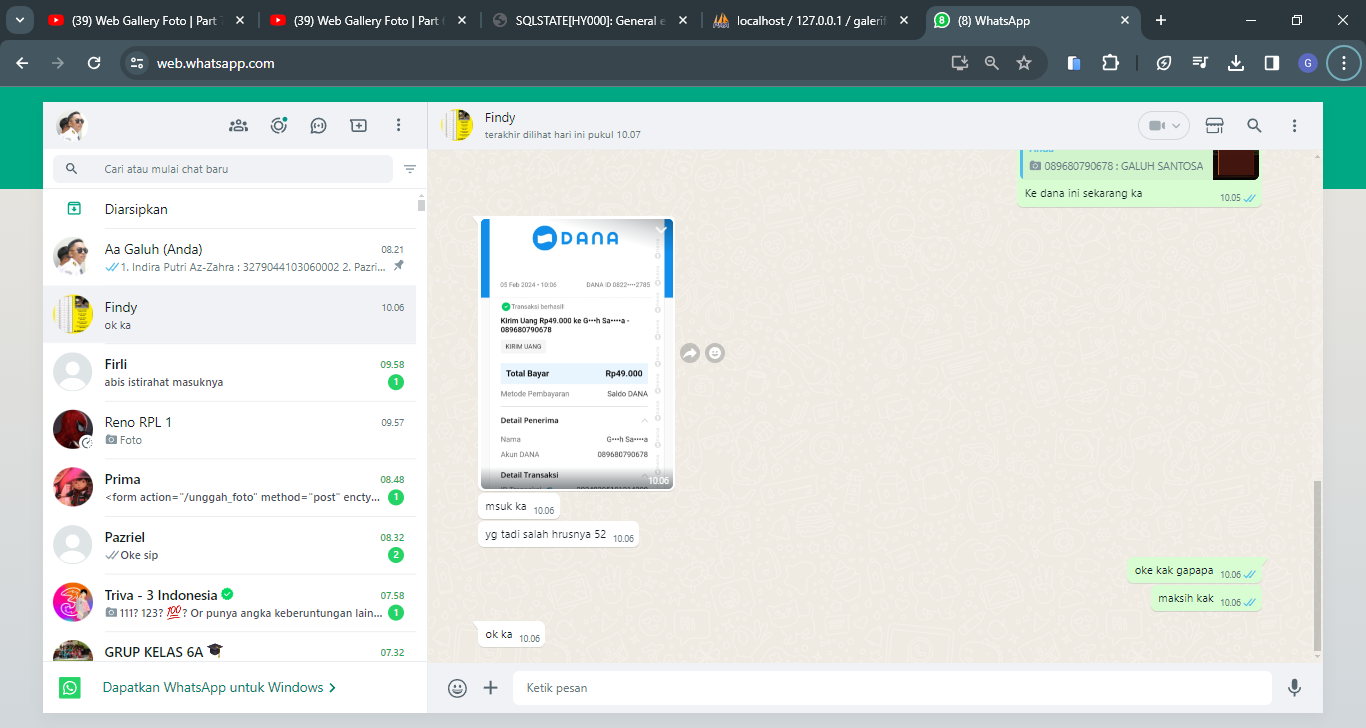 (39) Web Gallery Foto | Part
(39) Web Gallery Foto | Part
SQLSTATE[HY000]: General e
localhost / 127.0.0.1 / galerif
(8) WhatsApp
web.whatsapp.com
G
Cari atau mulai chat baru
Diarsipkan
Aa Galuh (Anda) 08.21
1. Indira Putri Az-Zahra : 3279044103060002 2. Pazri...
Findy 10.06
ok ka
Firli 09.58
abis istirahat masuknya 1
Reno RPL 1 09.57
Foto
Prima 08.48
<form action="/unggah_foto" method="post" encty... 1
Pazriel 08.32
Oke sip 2
Triva - 3 Indonesia 07.58
111? 123? 💯? Or punya angka keberuntungan lain... 1
GRUP KELAS 6A 🎓 07.32
Dapatkan WhatsApp untuk Windows
Findy
terakhir dilihat hari ini pukul 10.07
Anda
089680790678 : GALUH SANTOSA
Ke dana ini sekarang ka 10.05
DANA
05 Feb 2024 • 10:06 DANA ID 0822••••2785
Transaksi berhasil!
Kirim Uang Rp49.000 ke G•••h Sa••••a -
089680790678
KIRIM UANG
Total Bayar Rp49.000
Metode Pembayaran Saldo DANA
Detail Penerima
Nama G•••h Sa••••a
Akun DANA 089680790678
Detail Transaksi
10.06
msuk ka 10.06
yg tadi salah hrusnya 52 10.06
oke kak gapapa 10.06
maksih kak 10.06
ok ka 10.06
Ketik pesan